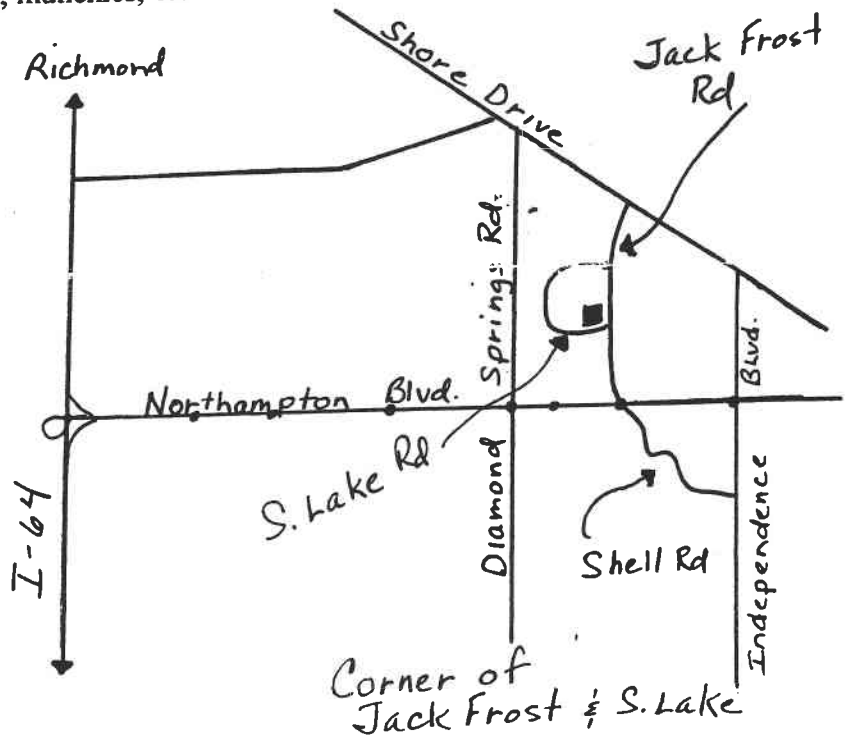 Richmond
Shore Drive
Jack Frost
Rd
Diamond Springs Rd.
Northampton Blvd.
S. Lake Rd
I-64
Shell Rd
Independence Blvd.
Corner of
Jack Frost & S. Lake